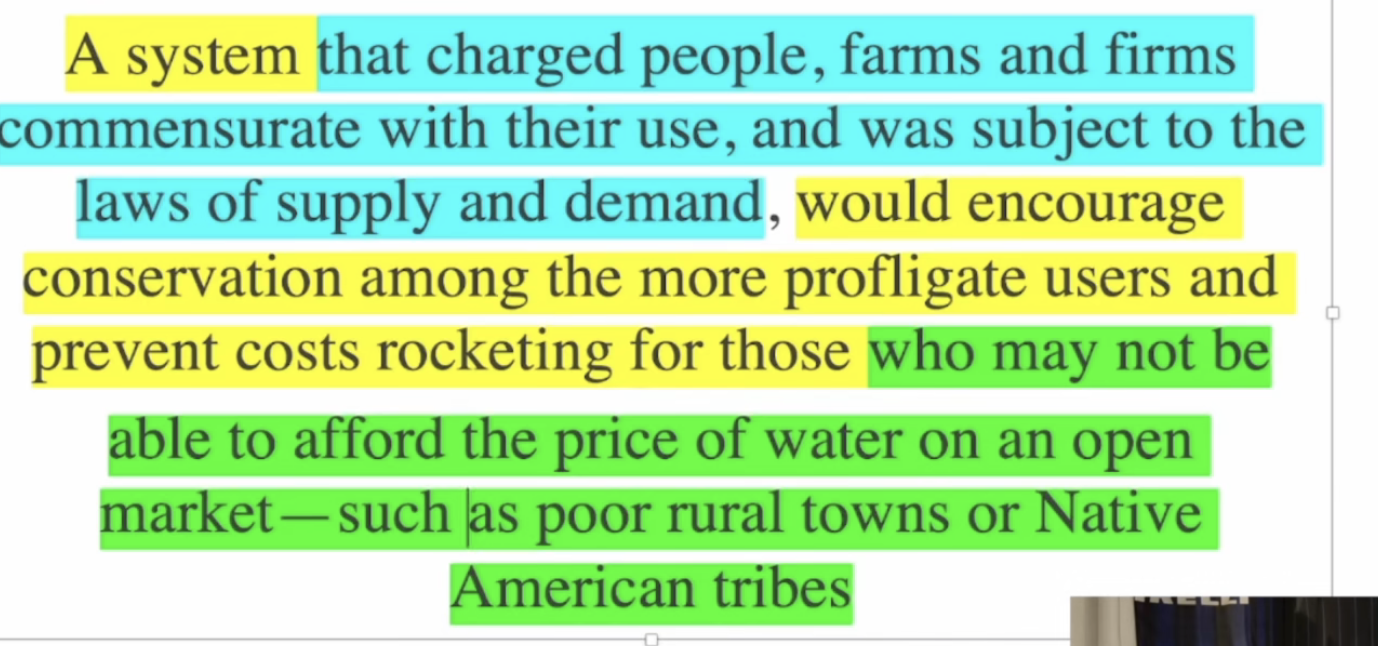 A system that charged people, farms and firms
commensurate with their use, and was subject to the
laws of supply and demand, would encourage
conservation among the more profligate users and
prevent costs rocketing for those who may not be
able to afford the price of water on an open
market—such as poor rural towns or Native
American tribes